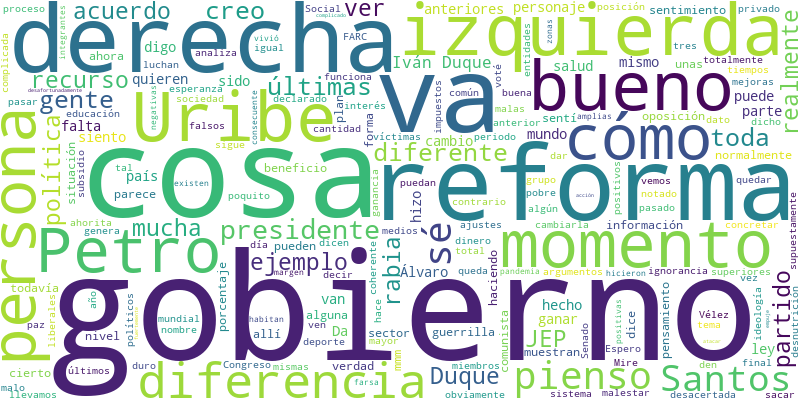 proceso
integrantes
acuerdo
creo
ver
anteriores
personaje
posición
sentimiento
privado
Social
complicado
FARC
derecha
izquierda
complicada
ahora
digo
analiza
vivió
igual
luchan
Iván Duque
mismo
unas
entidades
zonas
tres
totalmente
tiempos
mejoras
realmente
desafortunadamente
recurso
quieren
sido
últimas
salud
va
voté
buena
bueno
pasar
gente
negativas
esperanza
sociedad
funciona
plan
interés
impuestos
común
malas
amplias
puede
parte
educación
falta
falsos
consecuente
declarado
cantidad
forma
víctimas
periodo
anterior
sentí
oposición
dato
dicho
persona
política
siento
Uribe
sigue
cambio
mundo
cómo
toda
situación
subsidio
tal
país
parece
existen
poquito
beneficio
diferente
dar
normalmente
cosa
reforma
ahorita
genera
mucha
presidente
ganancia
puedan
contrario
grupo
algún
pobre
positivos
vemos
notado
pasado
quedar
acción
cambiarla
información
concretar
supuestamente
Petro
día
pueden
dicen
medios
hizo
ajustes
sé
momento
todavía
ejemplo
margen
decir
rabia
Álvaro
dinero
total
haciendo
pandemia
argumentos
hicieron
ignorancia
superiores
gobierno
año
liberales
paz
políticos
mundial
nombre
habitan
van
alguna
ven
porcentaje
hace
coherente
queda
hecho
ganar
dice
positivas
pensamiento
Vélez
tema
vez
ideología
partido
desnutrición
nivel
allí
Da
deporte
sector
mayor
guerrilla
comunista
JEP
muestran
Senado
ley
den
final
cierto
últimos
Congreso
mismas
verdad
Duque
miembros
pienso
Espero
Mire
Santos
desacertada
malo
llevamos
duro
diferencia
farsa
mmm
obviamente
sistema
malestar
sacar